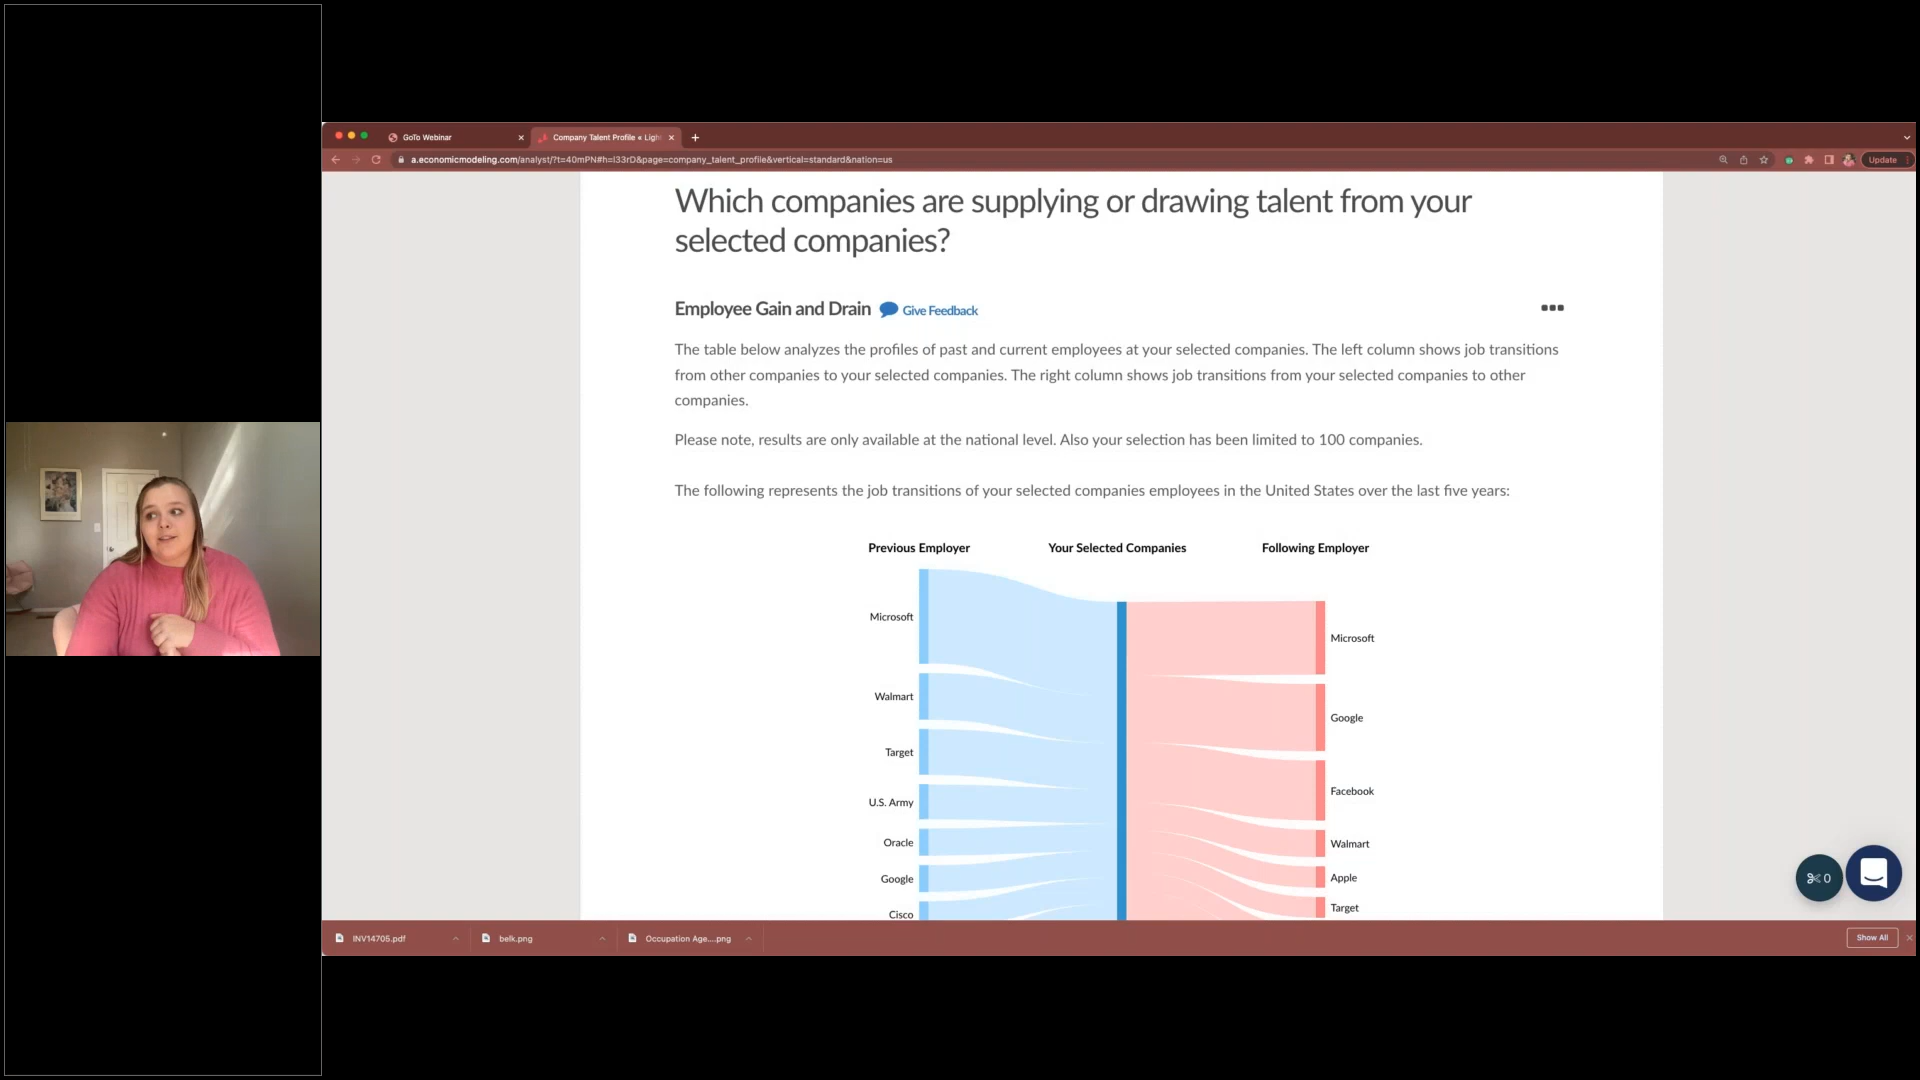 GoTo Webinar
Company Talent Profile « Ligh
a.economicmodeling.com/analyst/?t=40mPN#h=I33rD&page=company_talent_profile&vertical=standard&nation=us
Update
Which companies are supplying or drawing talent from your
selected companies?
Employee Gain and Drain
Give Feedback
The table below analyzes the profiles of past and current employees at your selected companies. The left column shows job transitions
from other companies to your selected companies. The right column shows job transitions from your selected companies to other
companies.
Please note, results are only available at the national level. Also your selection has been limited to 100 companies.
The following represents the job transitions of your selected companies employees in the United States over the last five years:
Previous Employer
Your Selected Companies
Following Employer
Microsoft
Walmart
Target
U.S. Army
Oracle
Google
Cisco
Microsoft
Google
Facebook
Walmart
Apple
Target
0
INV14705.pdf
belk.png
Occupation Age....png
Show All